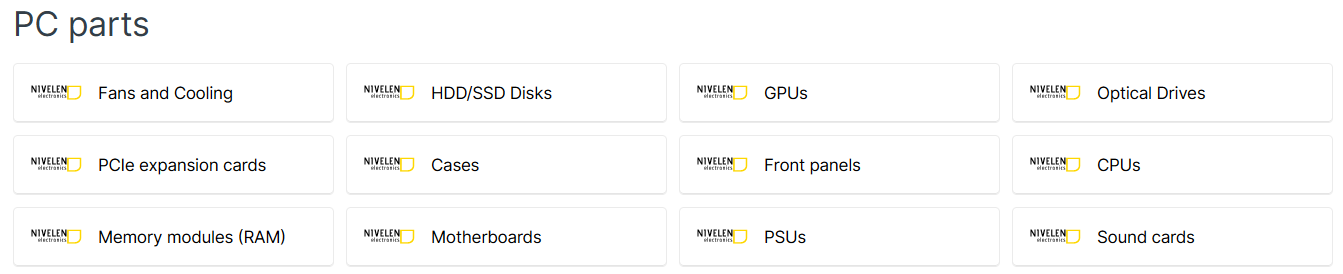 PC parts
NIVELEN electronics Fans and Cooling
NIVELEN electronics HDD/SSD Disks
NIVELEN electronics GPUs
NIVELEN electronics Optical Drives
NIVELEN electronics PCIe expansion cards
NIVELEN electronics Cases
NIVELEN electronics Front panels
NIVELEN electronics CPUs
NIVELEN electronics Memory modules (RAM)
NIVELEN electronics Motherboards
NIVELEN electronics PSUs
NIVELEN electronics Sound cards